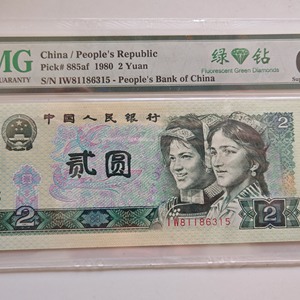 MG
GUARANTY
China / People's Republic
Pick# 885af 1980 2 Yuan
S/N IW81186315 - People's Bank of China
绿 钻
Fluorescent Green Diamonds
中国人民银行
贰圆
2
2
IW81186315